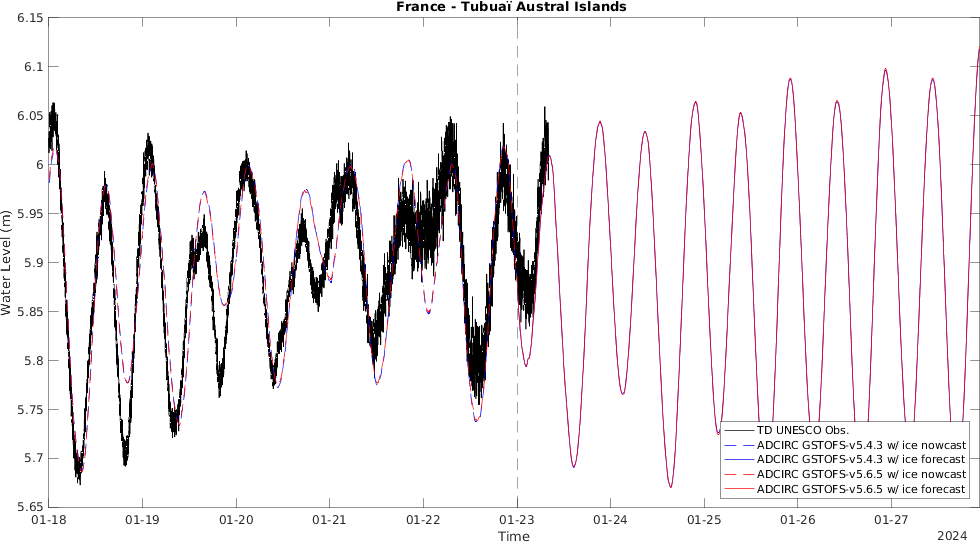 France - Tubuaï Austral Islands
6.15
6.1
6.05
6
5.95
5.9
5.85
5.8
5.75
5.7
5.65
Water Level (m)
TD UNESCO Obs.
ADCIRC GSTOFS-v5.4.3 w/ ice nowcast
ADCIRC GSTOFS-v5.4.3 w/ ice forecast
ADCIRC GSTOFS-v5.6.5 w/ ice nowcast
ADCIRC GSTOFS-v5.6.5 w/ ice forecast
01-18 01-19 01-20 01-21 01-22 01-23 01-24 01-25 01-26 01-27
Time
2024